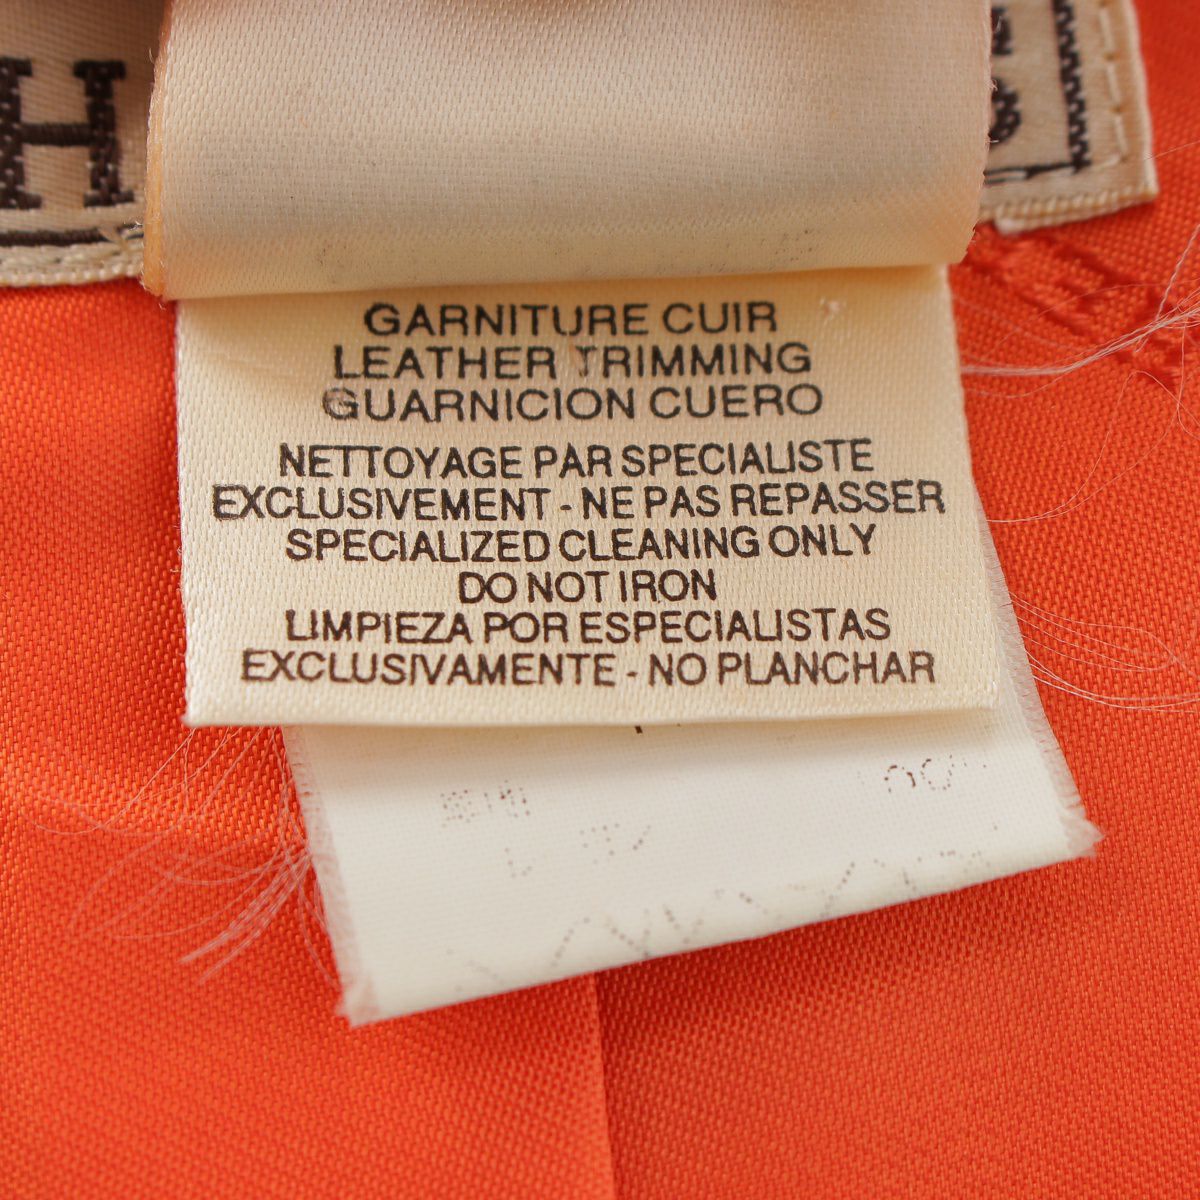 H
GARNITURE CUIR
LEATHER TRIMMING
GUARNICION CUERO
NETTOYAGE PAR SPECIALISTE
EXCLUSIVEMENT - NE PAS REPASSER
SPECIALIZED CLEANING ONLY
DO NOT IRON
LIMPIEZA POR ESPECIALISTAS
EXCLUSIVAMENTE - NO PLANCHAR